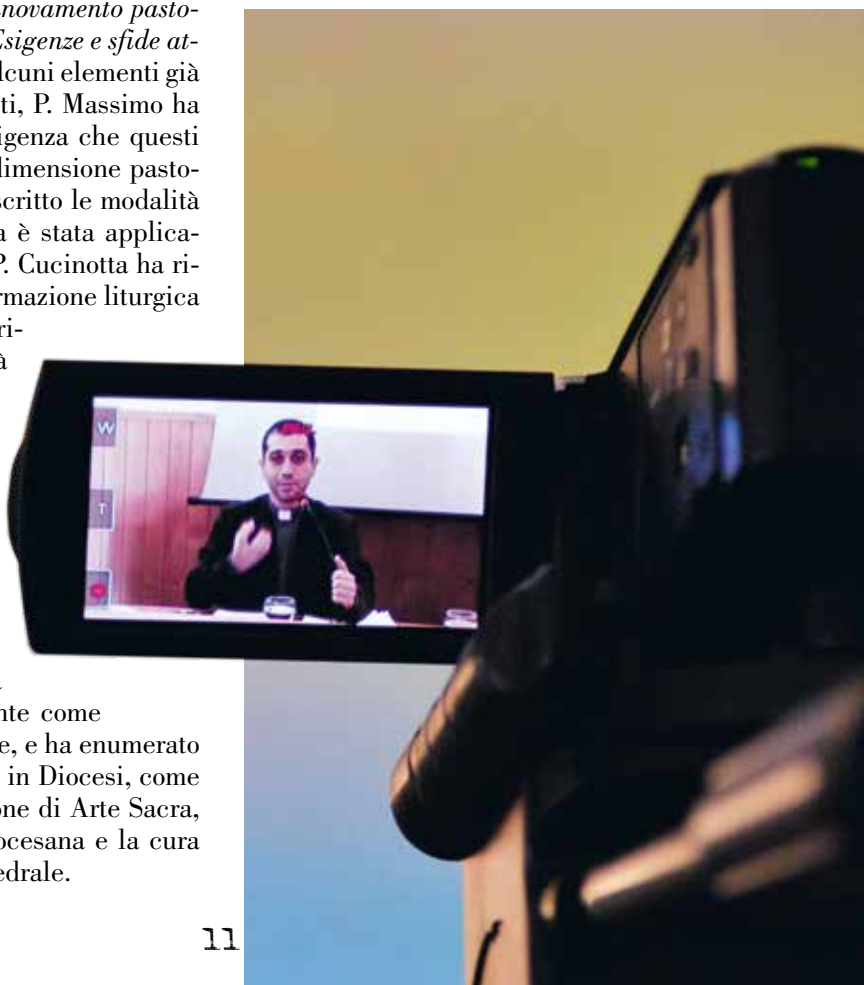 novamento pasto-
Esigenze e sfide at-
lcuni elementi già
ti, P. Massimo ha
igenza che questi
dimensione pasto-
scritto le modalità
a è stata applica-
P. Cucinotta ha ri-
rmazione liturgica
ri-
à
nte come
e, e ha enumerato
in Diocesi, come
one di Arte Sacra,
ocesana e la cura
edrale.
11
W
T